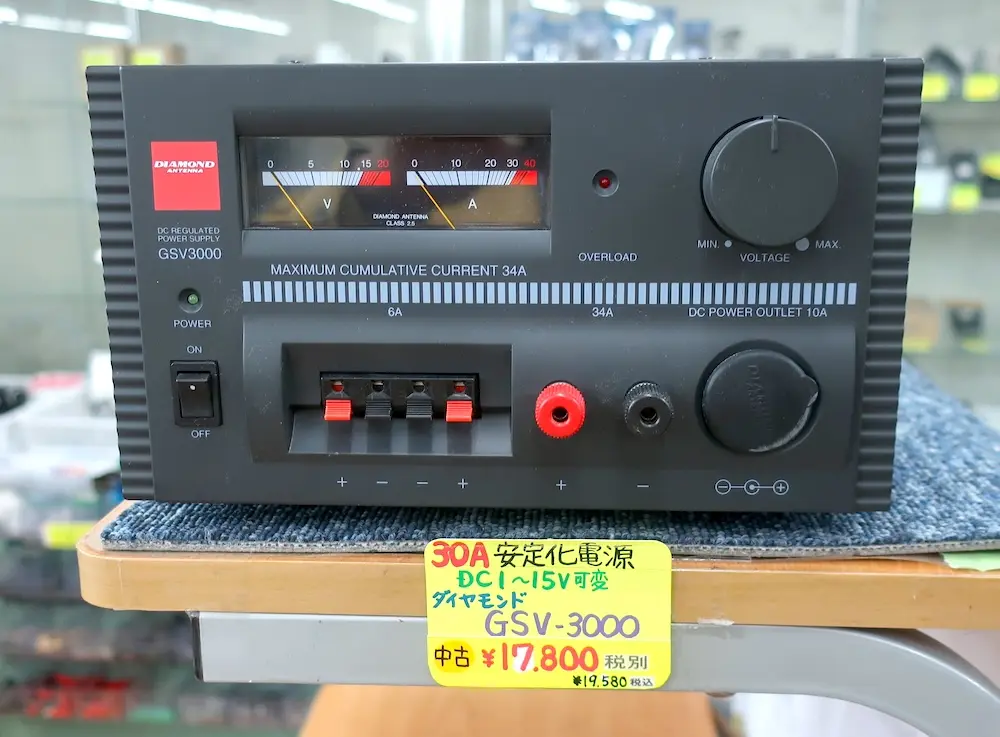 DIAMOND
ANTENNA
DC REGULATED
POWER SUPPLY
GSV3000
0 5 10 15 20
V
0 10 20 30 40
A
DIAMOND ANTENNA
CLASS 2.5
OVERLOAD
MIN. MAX.
VOLTAGE
MAXIMUM CUMULATIVE CURRENT 34A
6A 34A DC POWER OUTLET 10A
POWER
ON
OFF
+ − − + + −
− +
30A 安定化電源
DC1~15V可変
ダイヤモンド
GSV-3000
中古 ¥17.800 税別
¥19.580 税込